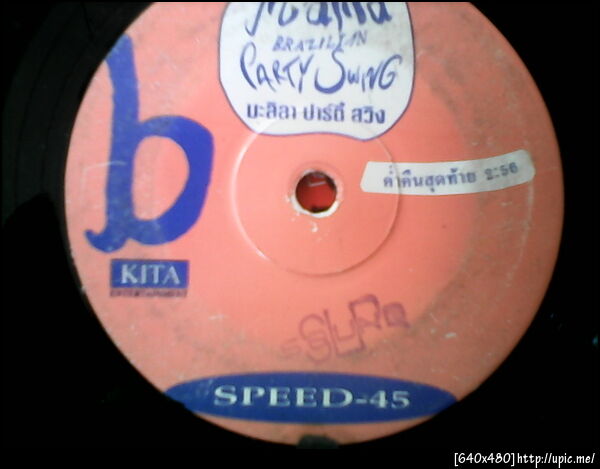 BRAZILIAN
PARTY SWING
มะลิลา ปาร์ตี้ สวิง
b
ค่ำคืนสุดท้าย 2:56
KITA
ENTERTAINMENT
SPEED-45
[640x480]http://upic.me/